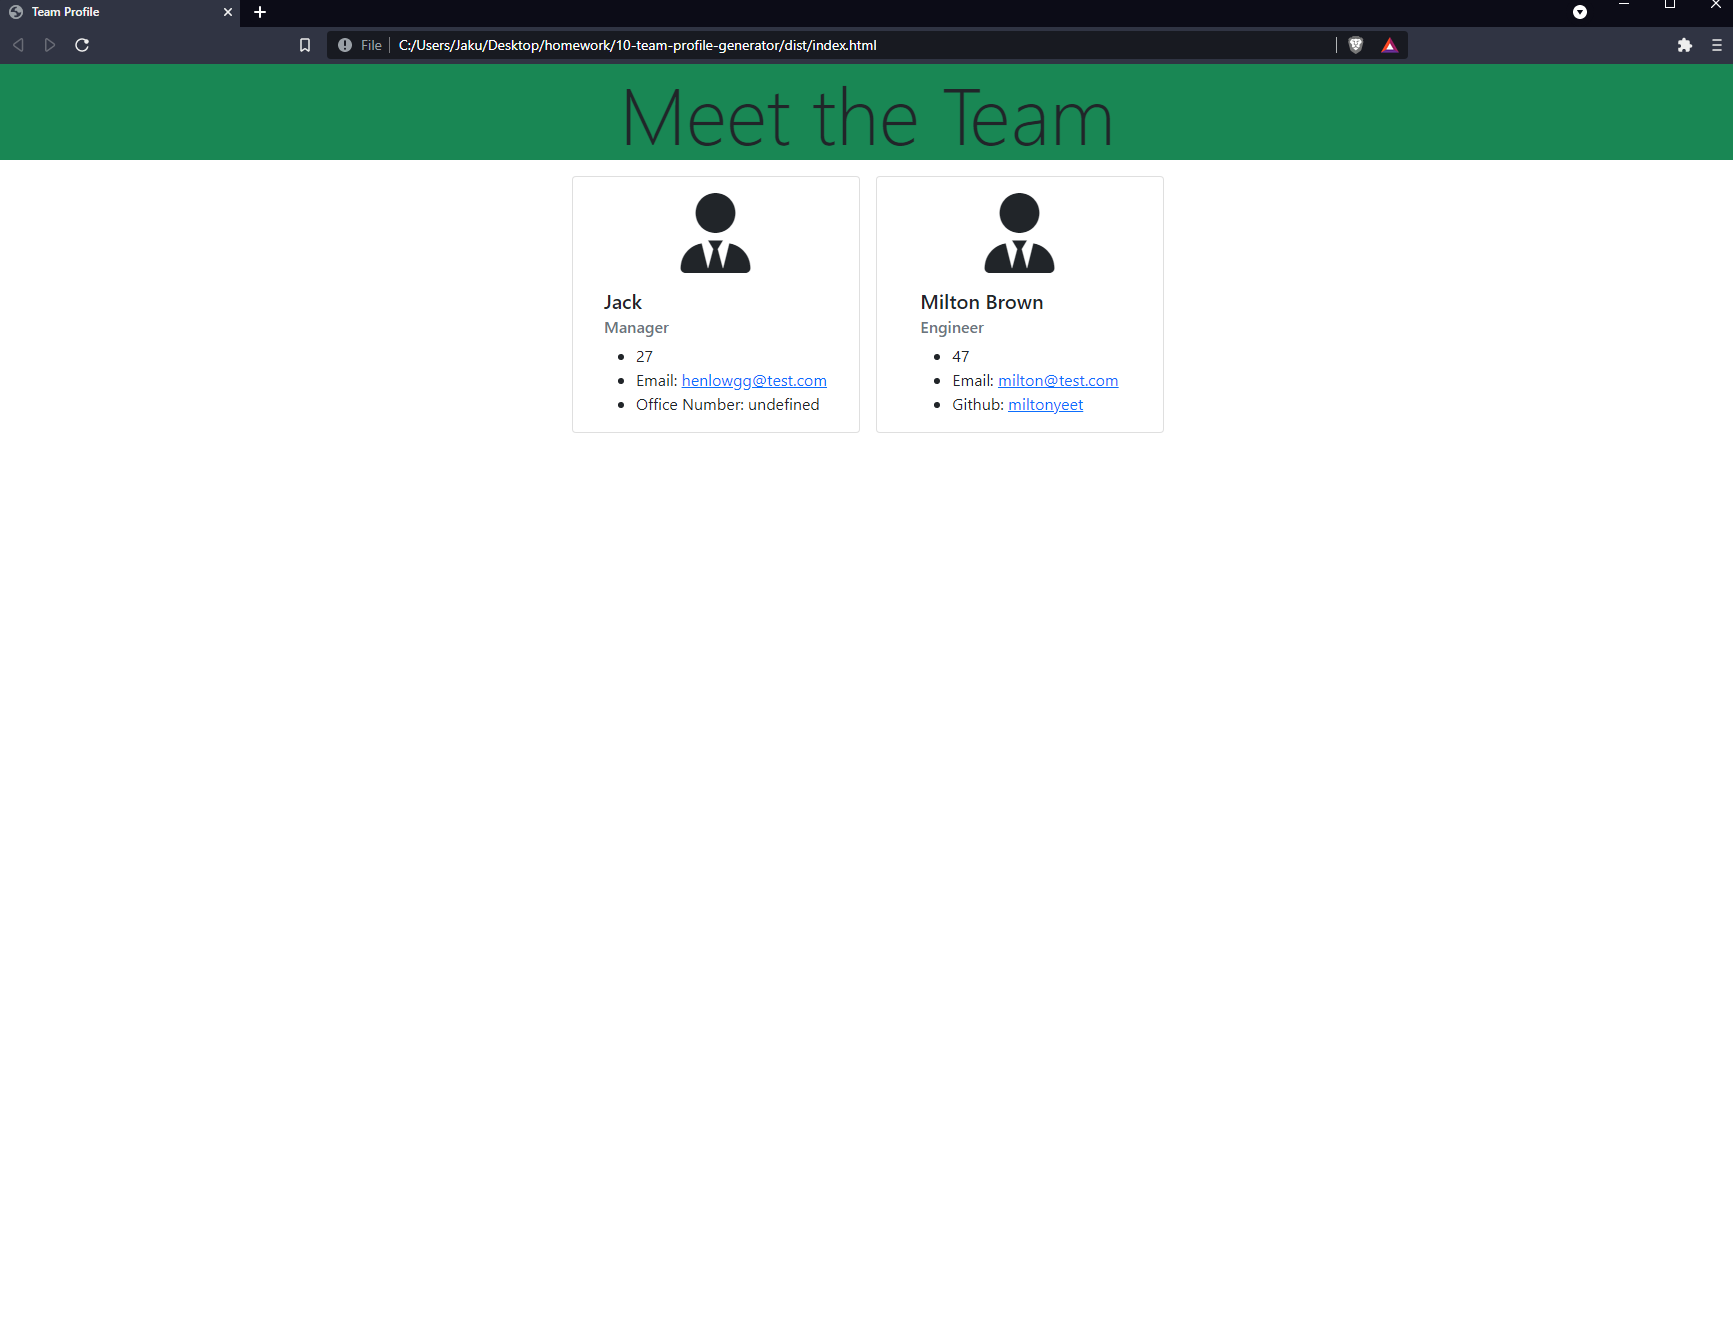 Team Profile
File C:/Users/Jaku/Desktop/homework/10-team-profile-generator/dist/index.html
Meet the Team
Jack
Manager
27
Email: henlowgg@test.com
Office Number: undefined
Milton Brown
Engineer
47
Email: milton@test.com
Github: miltonyeet